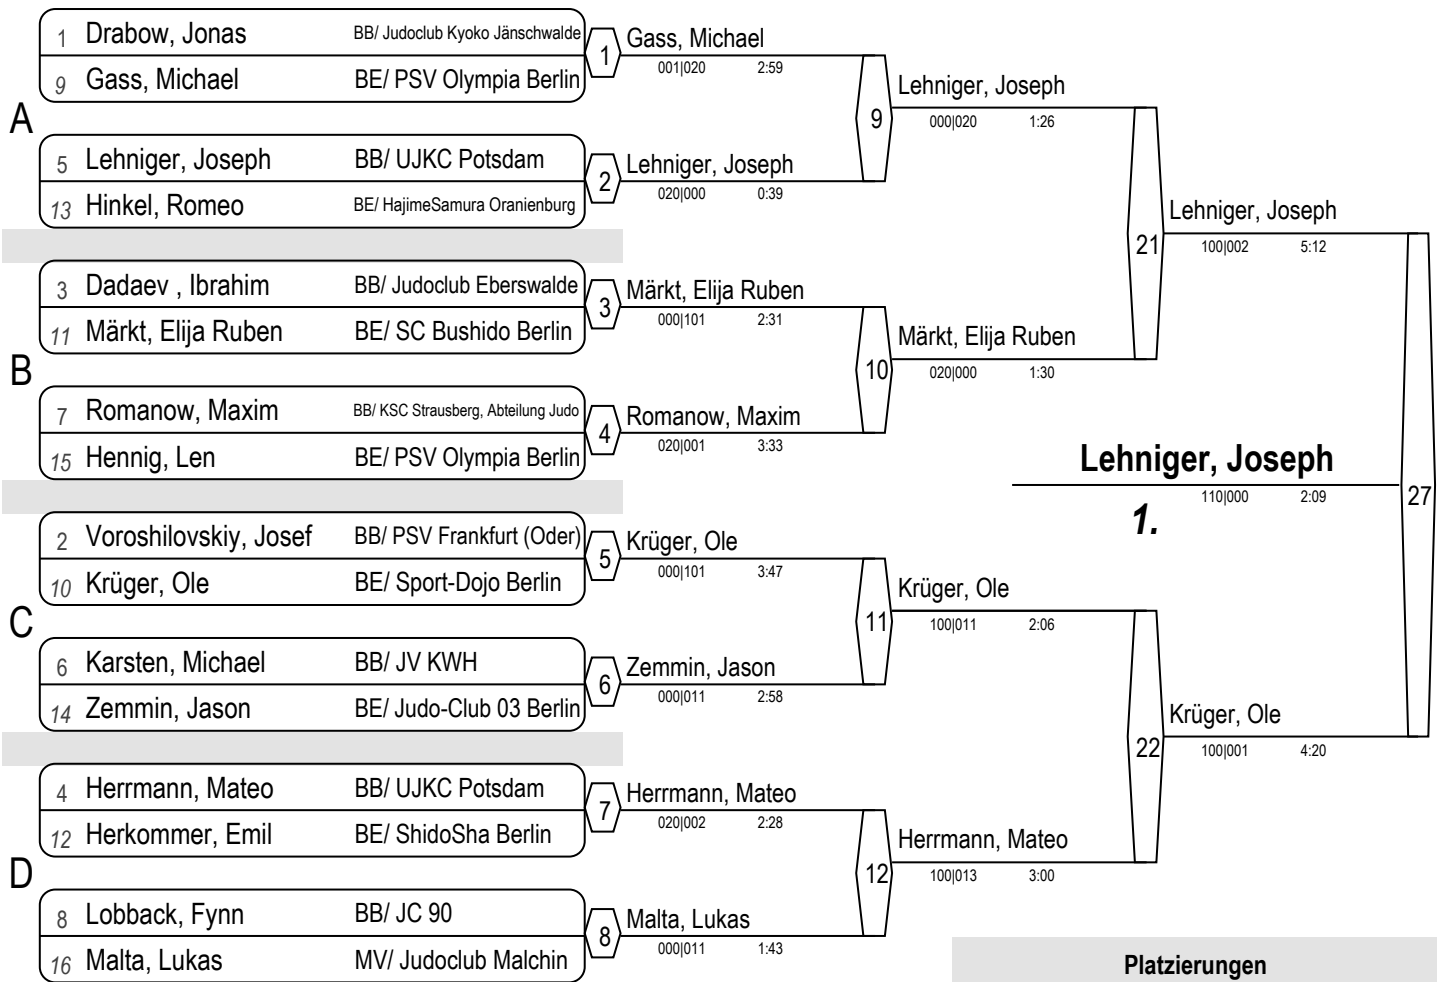 1 Drabow, Jonas BB/ Judoclub Kyoko Jänschwalde
9 Gass, Michael BE/ PSV Olympia Berlin
1
Gass, Michael
001|020 2:59
A
5 Lehniger, Joseph BB/ UJKC Potsdam
13 Hinkel, Romeo BE/ HajimeSamura Oranienburg
2
Lehniger, Joseph
020|000 0:39
9
Lehniger, Joseph
000|020 1:26
3 Dadaev , Ibrahim BB/ Judoclub Eberswalde
11 Märkt, Elija Ruben BE/ SC Bushido Berlin
3
Märkt, Elija Ruben
000|101 2:31
B
7 Romanow, Maxim BB/ KSC Strausberg, Abteilung Judo
15 Hennig, Len BE/ PSV Olympia Berlin
4
Romanow, Maxim
020|001 3:33
10
Märkt, Elija Ruben
020|000 1:30
21
Lehniger, Joseph
100|002 5:12
2 Voroshilovskiy, Josef BB/ PSV Frankfurt (Oder)
10 Krüger, Ole BE/ Sport-Dojo Berlin
5
Krüger, Ole
000|101 3:47
C
6 Karsten, Michael BB/ JV KWH
14 Zemmin, Jason BE/ Judo-Club 03 Berlin
6
Zemmin, Jason
000|011 2:58
11
Krüger, Ole
100|011 2:06
4 Herrmann, Mateo BB/ UJKC Potsdam
12 Herkommer, Emil BE/ ShidoSha Berlin
7
Herrmann, Mateo
020|002 2:28
D
8 Lobback, Fynn BB/ JC 90
16 Malta, Lukas MV/ Judoclub Malchin
8
Malta, Lukas
000|011 1:43
12
Herrmann, Mateo
100|013 3:00
22
Krüger, Ole
100|001 4:20
27
Lehniger, Joseph
110|000 2:09
1.
Platzierungen